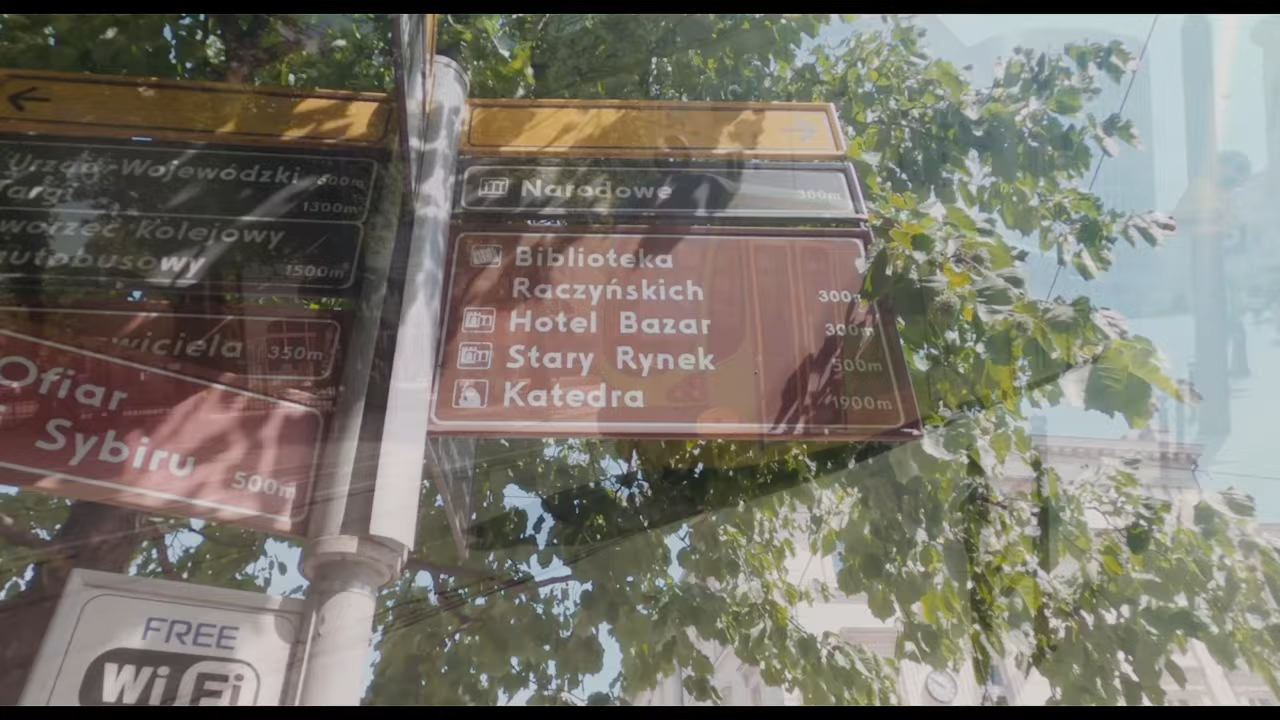 Urząd Wojewódzki 600m
Targi 1300m
worzec Kolejowy
autobusowy 1500m
wiciela 350m
Ofiar
Sybiru 500m
FREE
WiFi
Narodowe 300m
Biblioteka
Raczyńskich 300m
Hotel Bazar 300m
Stary Rynek 500m
Katedra 1900m